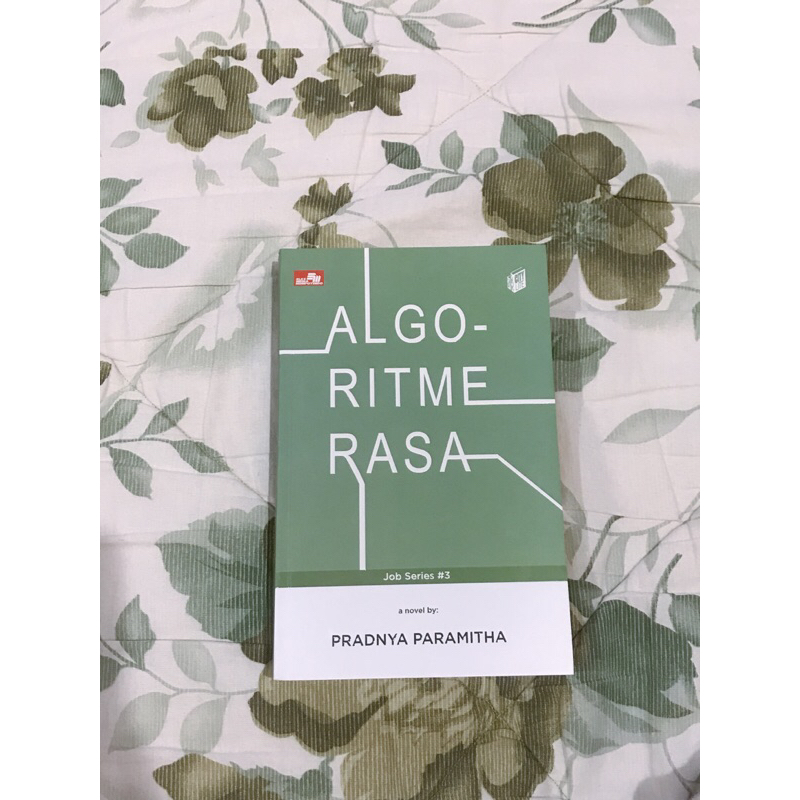 ALGO-
RITME
RASA
Job Series #3
a novel by:
PRADNYA PARAMITHA